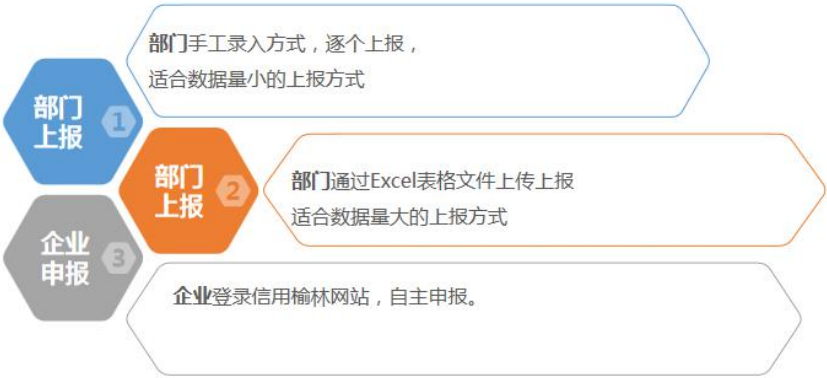 部门手工录入方式，逐个上报，
适合数据量小的上报方式
部门
上报
1
部门
上报
2
部门通过Excel表格文件上传上报
适合数据量大的上报方式
企业
申报
3
企业登录信用榆林网站，自主申报。